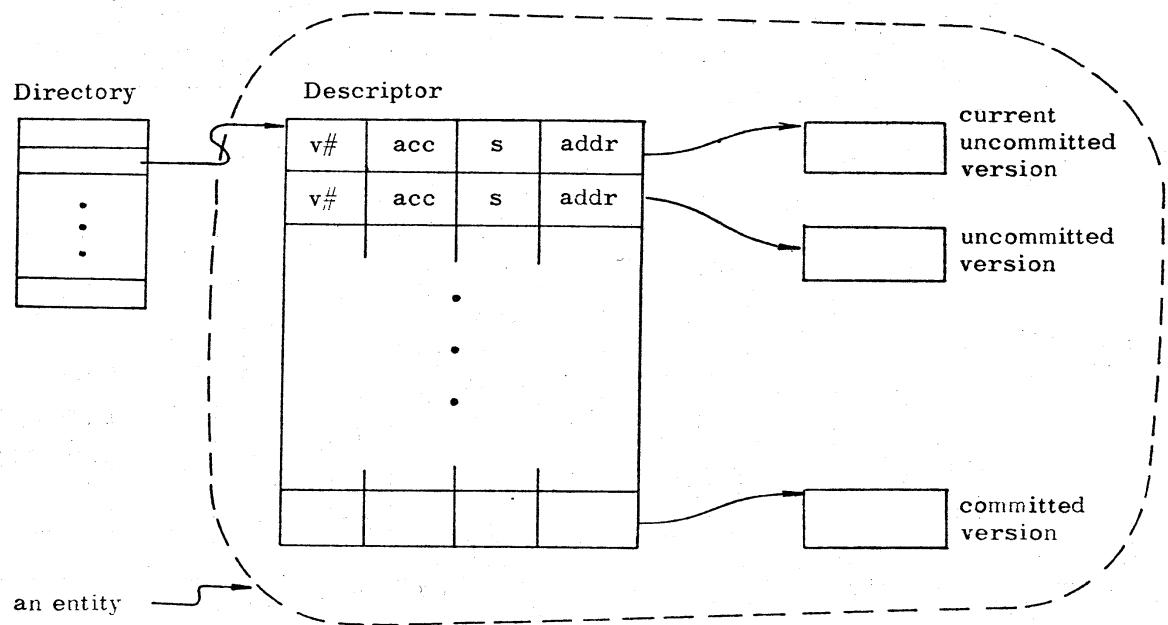 Directory
Descriptor
v# acc s addr
v# acc s addr
current
uncommitted
version
uncommitted
version
committed
version
an entity